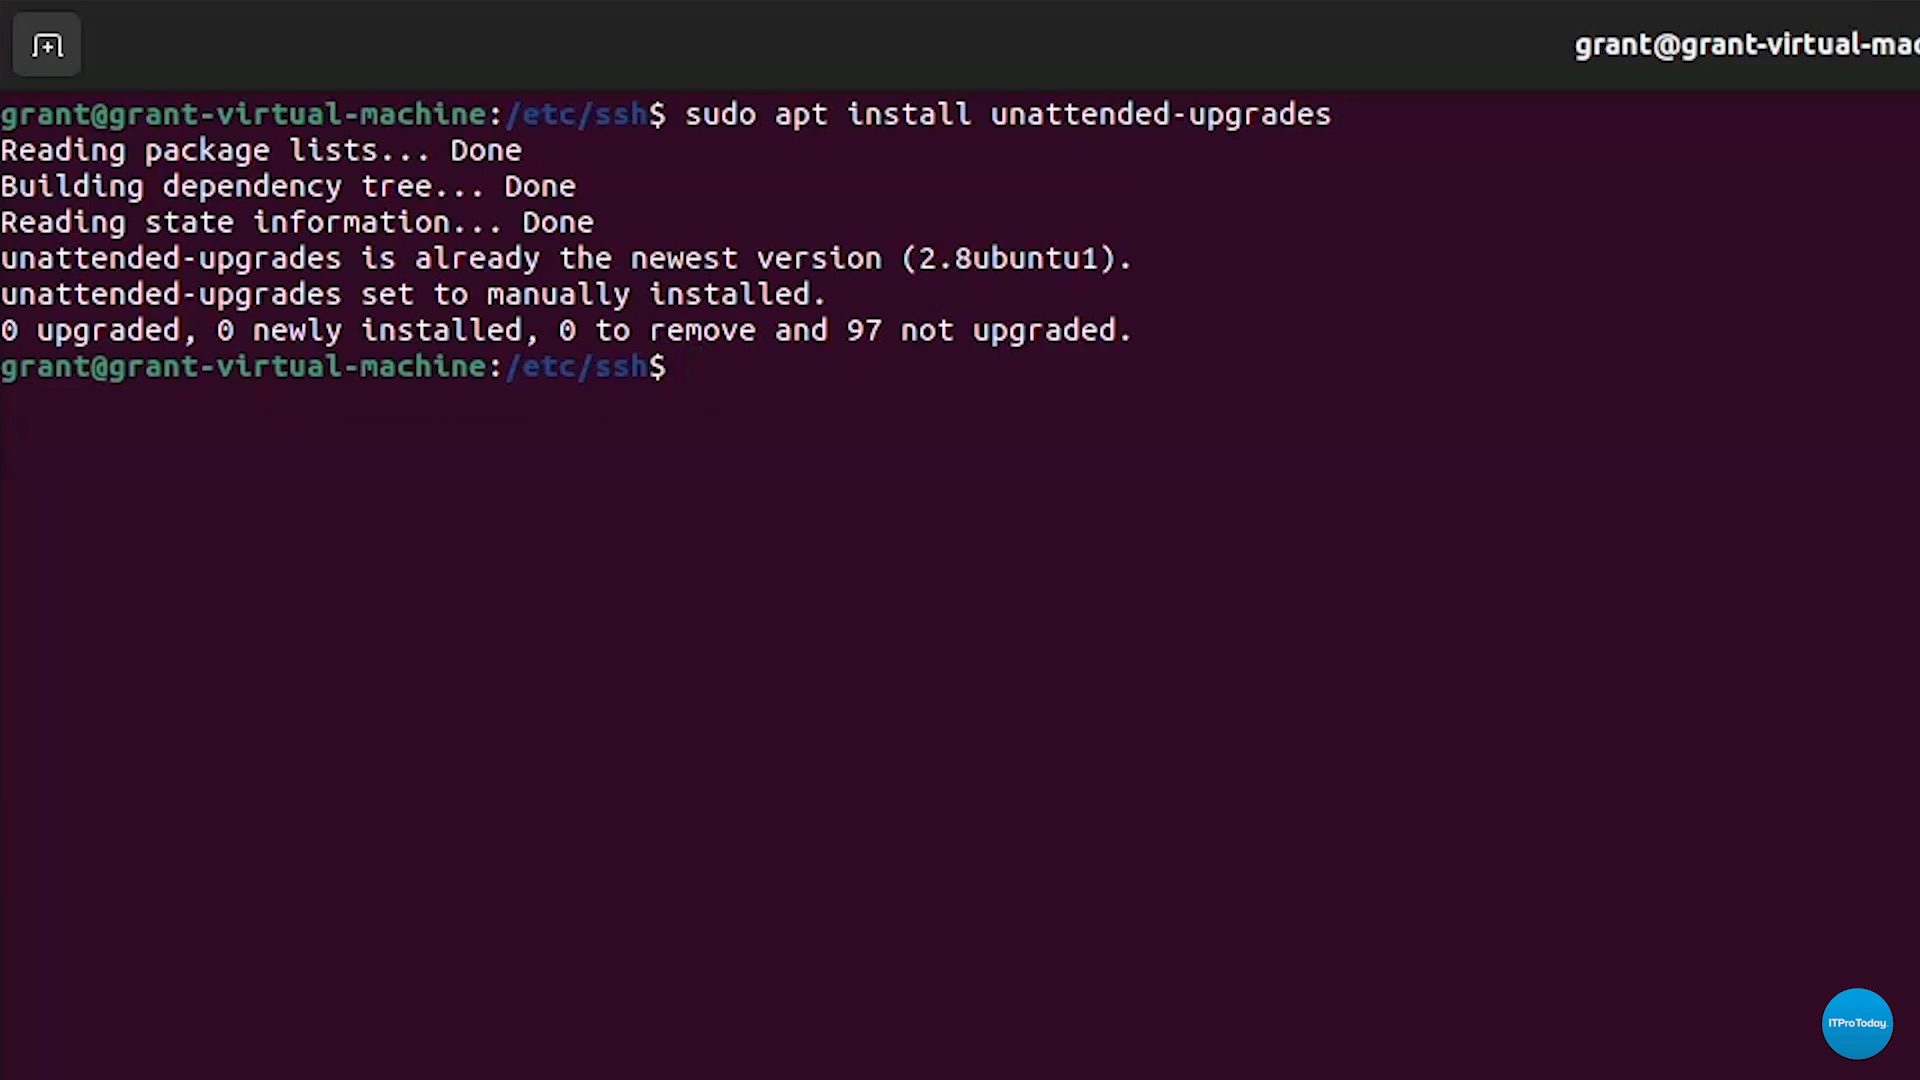 grant@grant-virtual-mac
grant@grant-virtual-machine:/etc/ssh$ sudo apt install unattended-upgrades
Reading package lists... Done
Building dependency tree... Done
Reading state information... Done
unattended-upgrades is already the newest version (2.8ubuntu1).
unattended-upgrades set to manually installed.
0 upgraded, 0 newly installed, 0 to remove and 97 not upgraded.
grant@grant-virtual-machine:/etc/ssh$
ITProToday